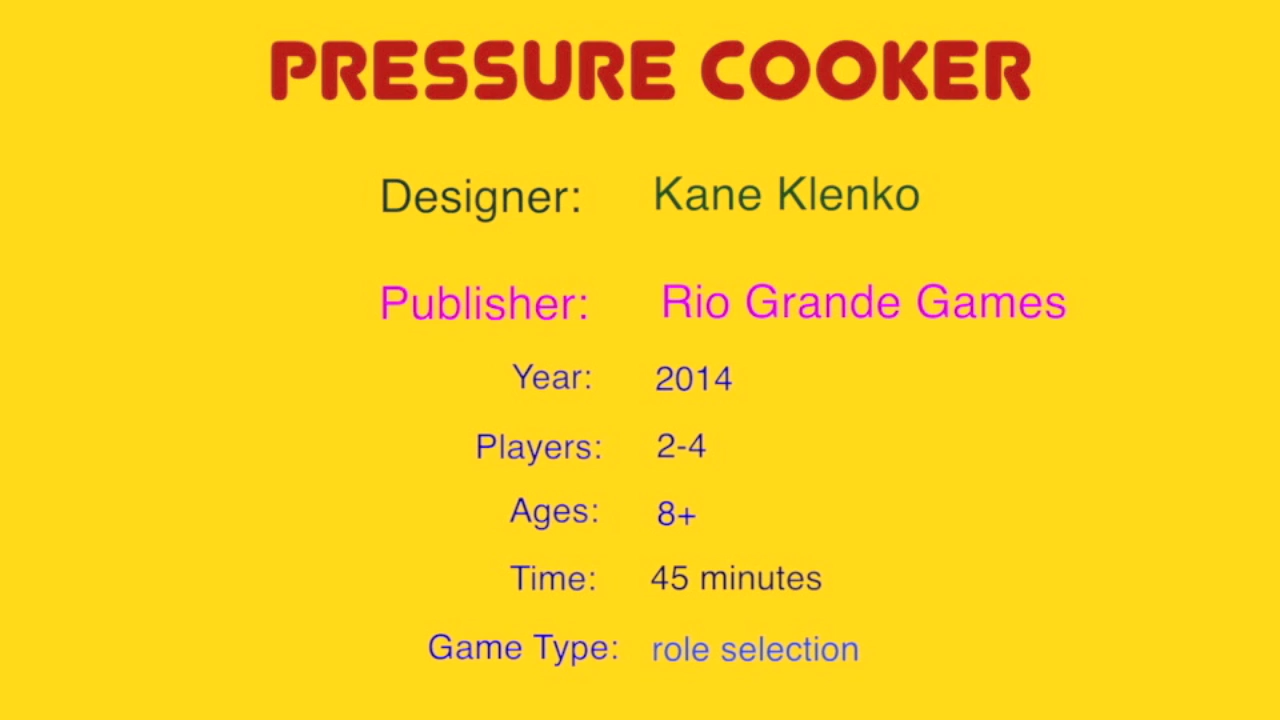 PRESSURE COOKER
Designer: Kane Klenko
Publisher: Rio Grande Games
Year: 2014
Players: 2-4
Ages: 8+
Time: 45 minutes
Game Type: role selection